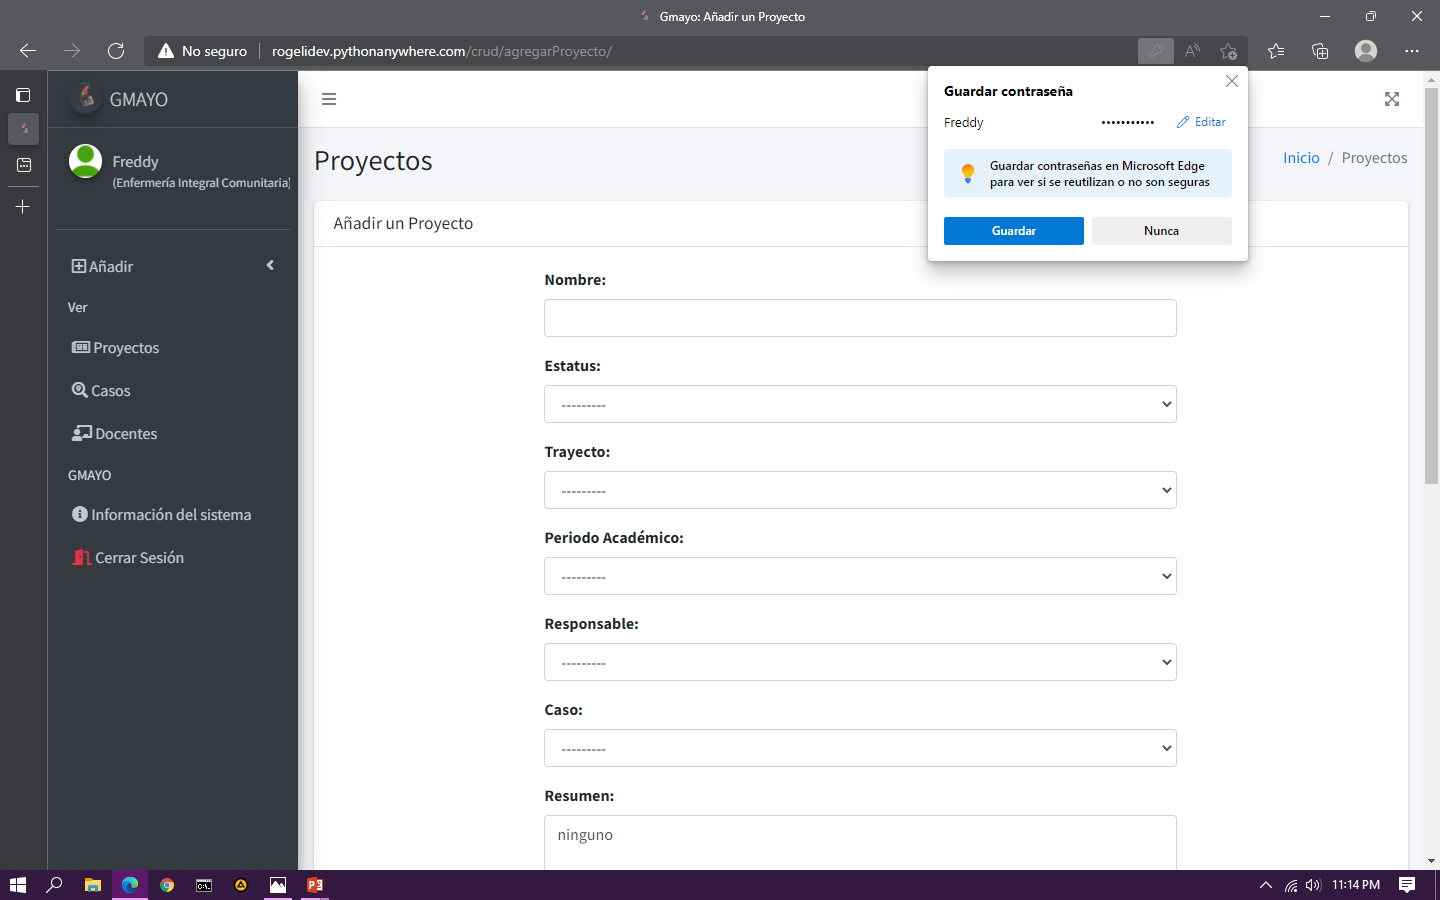 Gmayo: Añadir un Proyecto
No seguro
rogelidev.pythonanywhere.com/crud/agregarProyecto/
GMAYO
Freddy
(Enfermería Integral Comunitaria)
Añadir
Ver
Proyectos
Casos
Docentes
GMAYO
Información del sistema
Cerrar Sesión
Proyectos
Inicio / Proyectos
Guardar contraseña
Freddy ••••••••••• Editar
Guardar contraseñas en Microsoft Edge
para ver si se reutilizan o no son seguras
Guardar Nunca
Añadir un Proyecto
Nombre:
Estatus:
---------
Trayecto:
---------
Periodo Académico:
---------
Responsable:
---------
Caso:
---------
Resumen:
ninguno
11:14 PM